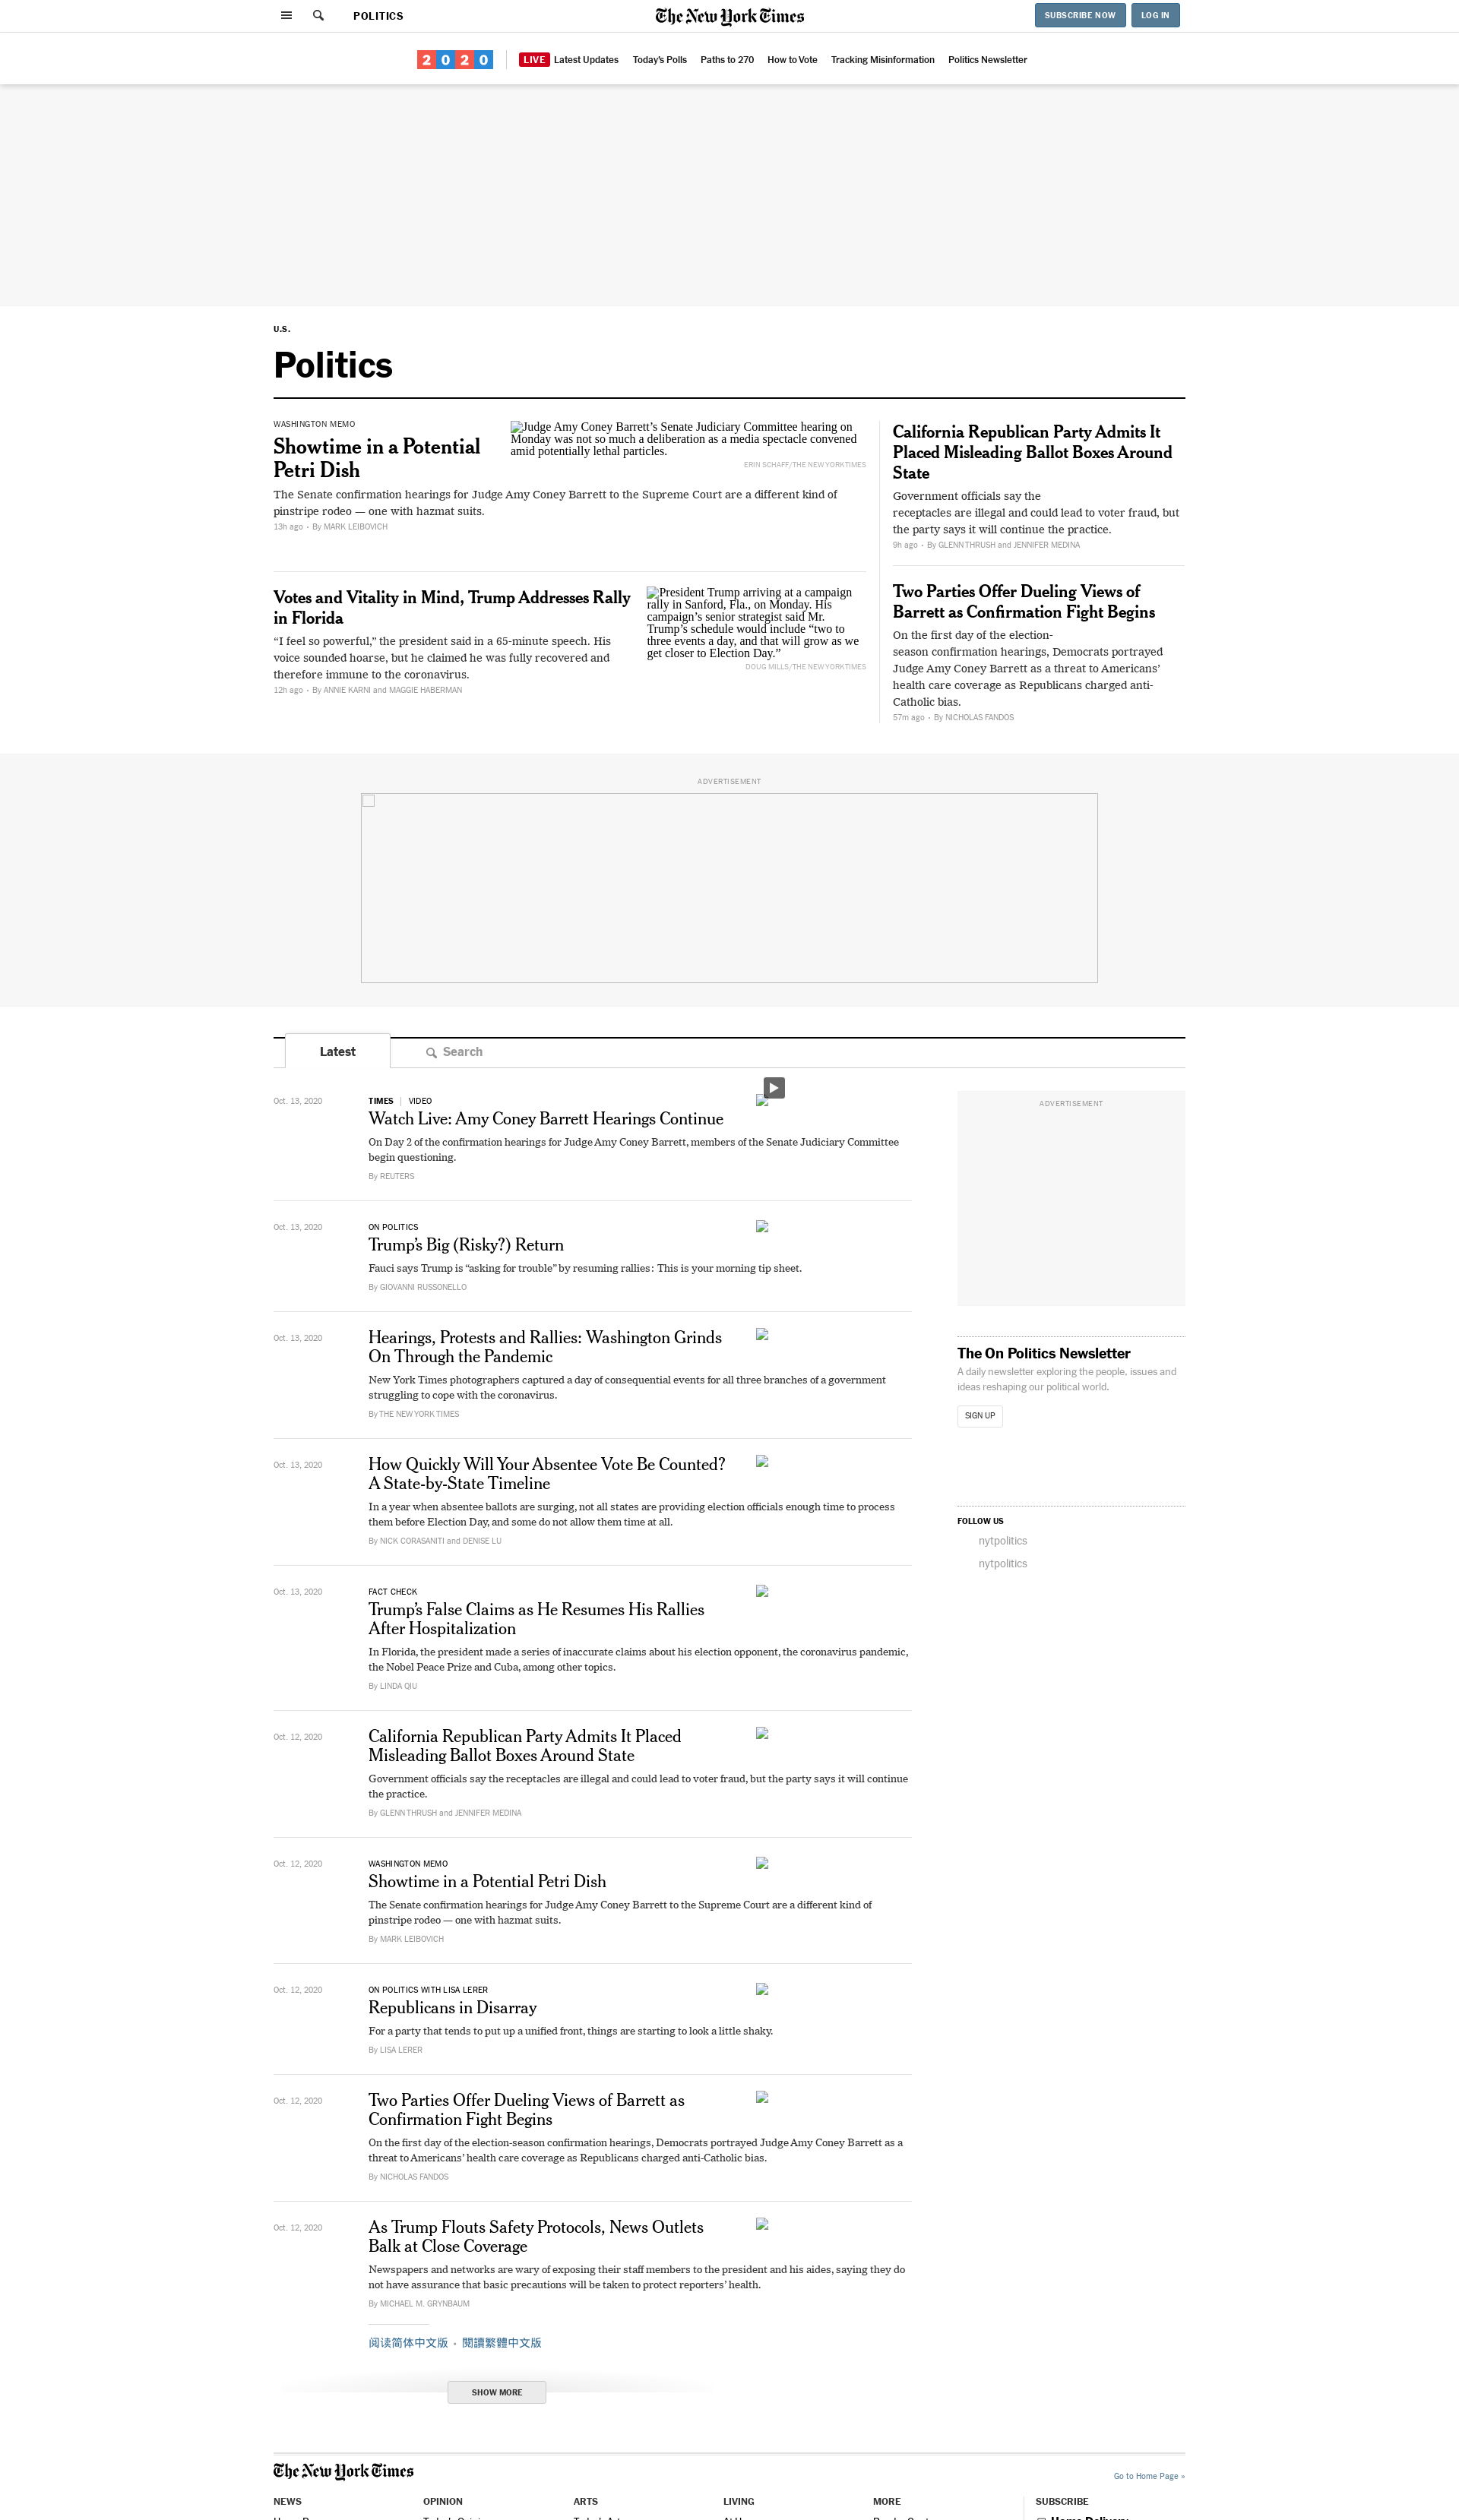 POLITICS
The New York Times
SUBSCRIBE NOW
LOG IN
2020
LIVE Latest Updates
Today's Polls
Paths to 270
How to Vote
Tracking Misinformation
Politics Newsletter
U.S.
Politics
WASHINGTON MEMO
Showtime in a Potential
Petri Dish
Judge Amy Coney Barrett’s Senate Judiciary Committee hearing on
Monday was not so much a deliberation as a media spectacle convened
amid potentially lethal particles.
ERIN SCHAFF/THE NEW YORK TIMES
The Senate confirmation hearings for Judge Amy Coney Barrett to the Supreme Court are a different kind of
pinstripe rodeo — one with hazmat suits.
13h ago • By MARK LEIBOVICH
Votes and Vitality in Mind, Trump Addresses Rally
in Florida
“I feel so powerful,” the president said in a 65-minute speech. His
voice sounded hoarse, but he claimed he was fully recovered and
therefore immune to the coronavirus.
12h ago • By ANNIE KARNI and MAGGIE HABERMAN
President Trump arriving at a campaign
rally in Sanford, Fla., on Monday. His
campaign’s senior strategist said Mr.
Trump’s schedule would include “two to
three events a day, and that will grow as we
get closer to Election Day.”
DOUG MILLS/THE NEW YORK TIMES
California Republican Party Admits It
Placed Misleading Ballot Boxes Around
State
Government officials say the
receptacles are illegal and could lead to voter fraud, but
the party says it will continue the practice.
9h ago • By GLENN THRUSH and JENNIFER MEDINA
Two Parties Offer Dueling Views of
Barrett as Confirmation Fight Begins
On the first day of the election-
season confirmation hearings, Democrats portrayed
Judge Amy Coney Barrett as a threat to Americans’
health care coverage as Republicans charged anti-
Catholic bias.
57m ago • By NICHOLAS FANDOS
ADVERTISEMENT
Latest
Search
Oct. 13, 2020
TIMES | VIDEO
Watch Live: Amy Coney Barrett Hearings Continue
On Day 2 of the confirmation hearings for Judge Amy Coney Barrett, members of the Senate Judiciary Committee
begin questioning.
By REUTERS
Oct. 13, 2020
ON POLITICS
Trump’s Big (Risky?) Return
Fauci says Trump is “asking for trouble” by resuming rallies: This is your morning tip sheet.
By GIOVANNI RUSSONELLO
Oct. 13, 2020
Hearings, Protests and Rallies: Washington Grinds
On Through the Pandemic
New York Times photographers captured a day of consequential events for all three branches of a government
struggling to cope with the coronavirus.
By THE NEW YORK TIMES
Oct. 13, 2020
How Quickly Will Your Absentee Vote Be Counted?
A State-by-State Timeline
In a year when absentee ballots are surging, not all states are providing election officials enough time to process
them before Election Day, and some do not allow them time at all.
By NICK CORASANITI and DENISE LU
Oct. 13, 2020
FACT CHECK
Trump’s False Claims as He Resumes His Rallies
After Hospitalization
In Florida, the president made a series of inaccurate claims about his election opponent, the coronavirus pandemic,
the Nobel Peace Prize and Cuba, among other topics.
By LINDA QIU
Oct. 12, 2020
California Republican Party Admits It Placed
Misleading Ballot Boxes Around State
Government officials say the receptacles are illegal and could lead to voter fraud, but the party says it will continue
the practice.
By GLENN THRUSH and JENNIFER MEDINA
Oct. 12, 2020
WASHINGTON MEMO
Showtime in a Potential Petri Dish
The Senate confirmation hearings for Judge Amy Coney Barrett to the Supreme Court are a different kind of
pinstripe rodeo — one with hazmat suits.
By MARK LEIBOVICH
Oct. 12, 2020
ON POLITICS WITH LISA LERER
Republicans in Disarray
For a party that tends to put up a unified front, things are starting to look a little shaky.
By LISA LERER
Oct. 12, 2020
Two Parties Offer Dueling Views of Barrett as
Confirmation Fight Begins
On the first day of the election-season confirmation hearings, Democrats portrayed Judge Amy Coney Barrett as a
threat to Americans’ health care coverage as Republicans charged anti-Catholic bias.
By NICHOLAS FANDOS
Oct. 12, 2020
As Trump Flouts Safety Protocols, News Outlets
Balk at Close Coverage
Newspapers and networks are wary of exposing their staff members to the president and his aides, saying they do
not have assurance that basic precautions will be taken to protect reporters’ health.
By MICHAEL M. GRYNBAUM
阅读简体中文版 • 閱讀繁體中文版
SHOW MORE
ADVERTISEMENT
The On Politics Newsletter
A daily newsletter exploring the people, issues and
ideas reshaping our political world.
SIGN UP
FOLLOW US
nytpolitics
nytpolitics
The New York Times
Go to Home Page »
NEWS
OPINION
ARTS
LIVING
MORE
SUBSCRIBE